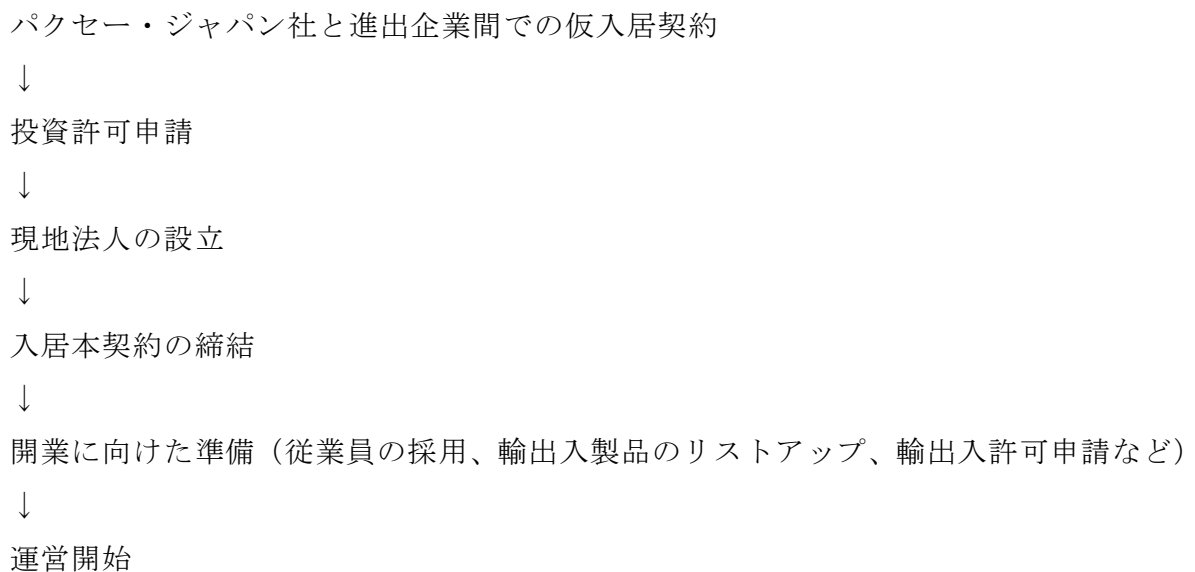 パクセー・ジャパン社と進出企業間での仮入居契約
↓
投資許可申請
↓
現地法人の設立
↓
入居本契約の締結
↓
開業に向けた準備（従業員の採用、輸出入製品のリストアップ、輸出入許可申請など）
↓
運営開始